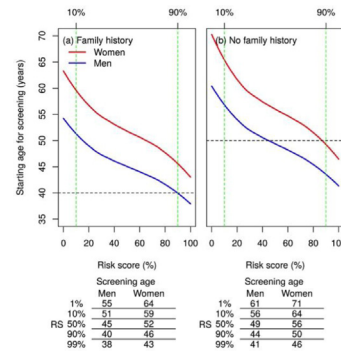 10% 90% 10% 90%
(a) Family history
(b) No family history
Women
Men
Starting age for screening (years)
70
65
60
55
50
45
40
35
0 20 40 60 80 100
0 20 40 60 80
Risk score (%)
Risk score (%)
Screening age
Men Women
1% 55 64
10% 51 59
RS 50% 45 52
90% 40 46
99% 38 43
Screening age
Men Women
1% 61 71
10% 56 64
RS 50% 49 56
90% 44 50
99% 41 46